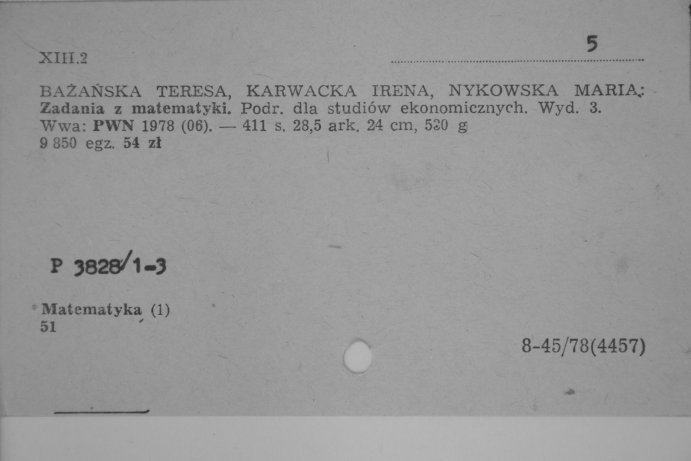 5
XIII.2
BAŻAŃSKA TERESA, KARWACKA IRENA, NYKOWSKA MARIA:
Zadania z matematyki. Podr. dla studiów ekonomicznych. Wyd. 3.
Wwa: PWN 1978 (06). — 411 s. 28,5 ark. 24 cm, 520 g
9 850 egz. 54 zł
P 3828/1-3
* Matematyka (1)
51
8-45/78(4457)